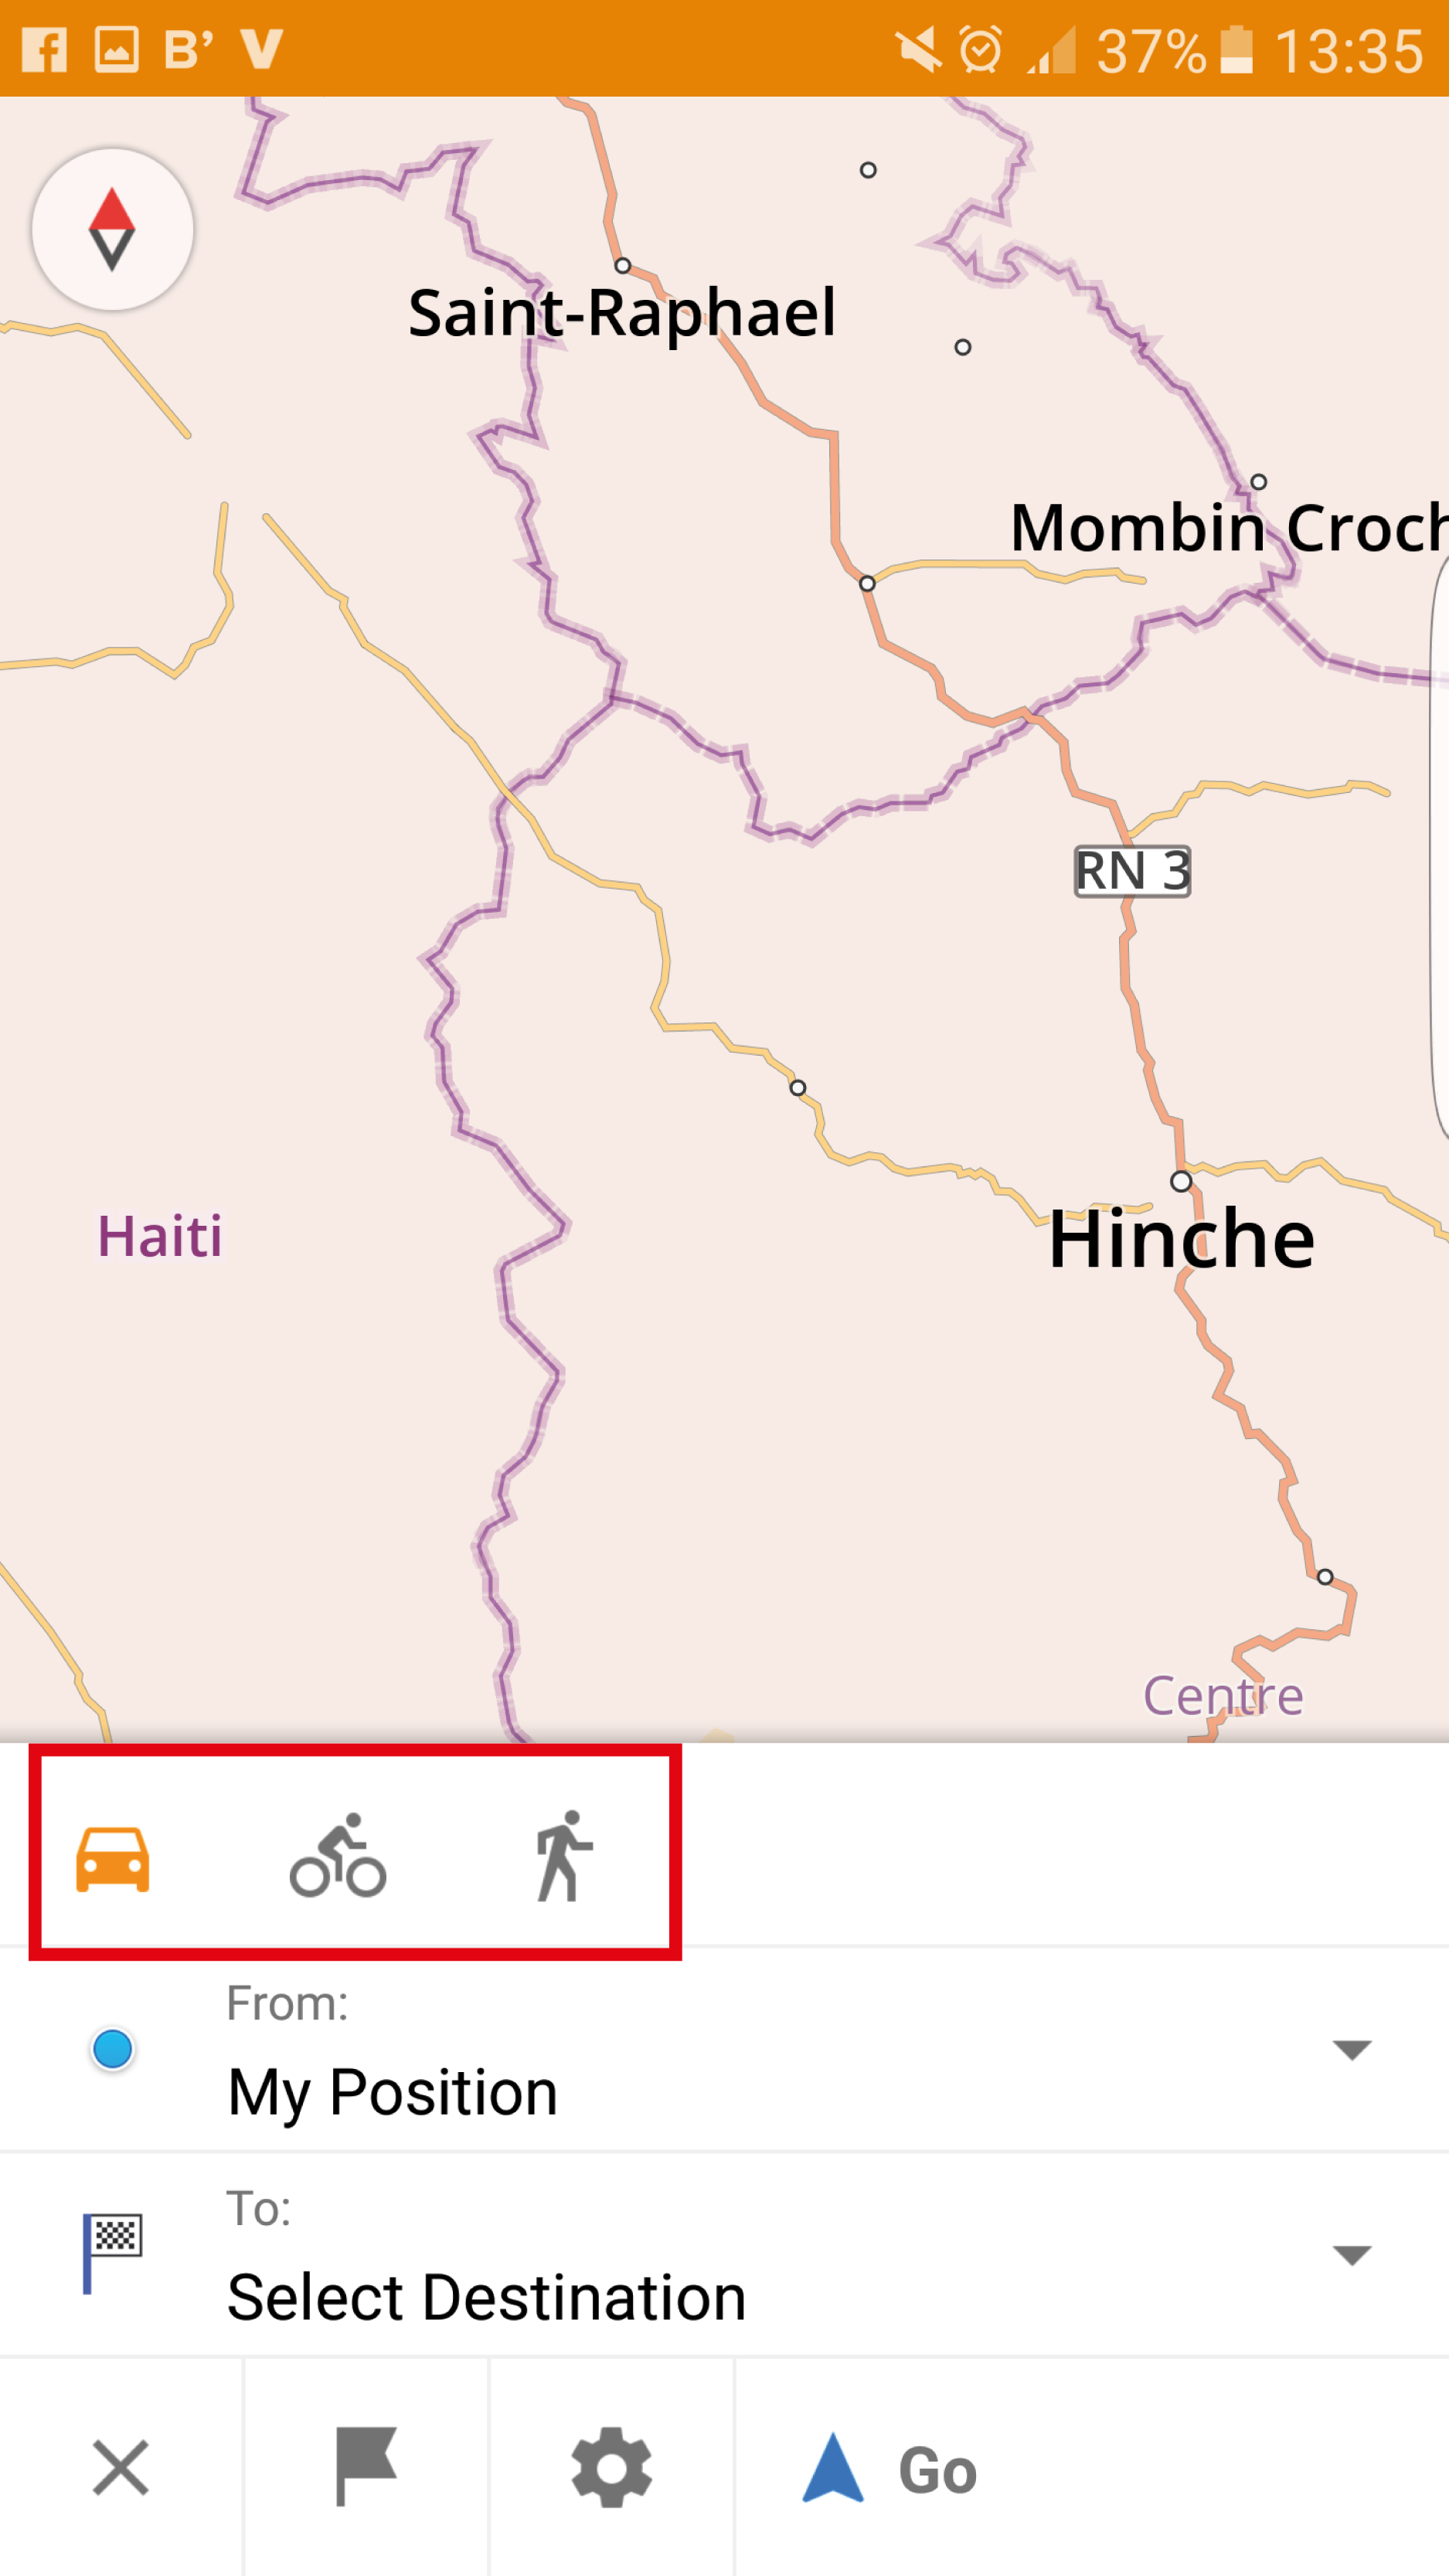 B’ V 37% 13:35
Saint-Raphael
Mombin Croch
RN 3
Hinche
Haiti
Centre
From:
My Position
To:
Select Destination
Go